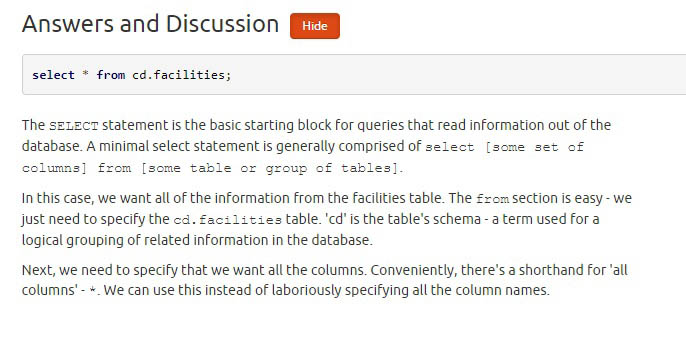 Answers and Discussion Hide
select * from cd.facilities;
The SELECT statement is the basic starting block for queries that read information out of the
database. A minimal select statement is generally comprised of select [some set of
columns] from [some table or group of tables].
In this case, we want all of the information from the facilities table. The from section is easy - we
just need to specify the cd.facilities table. 'cd' is the table's schema - a term used for a
logical grouping of related information in the database.
Next, we need to specify that we want all the columns. Conveniently, there's a shorthand for 'all
columns' - *. We can use this instead of laboriously specifying all the column names.